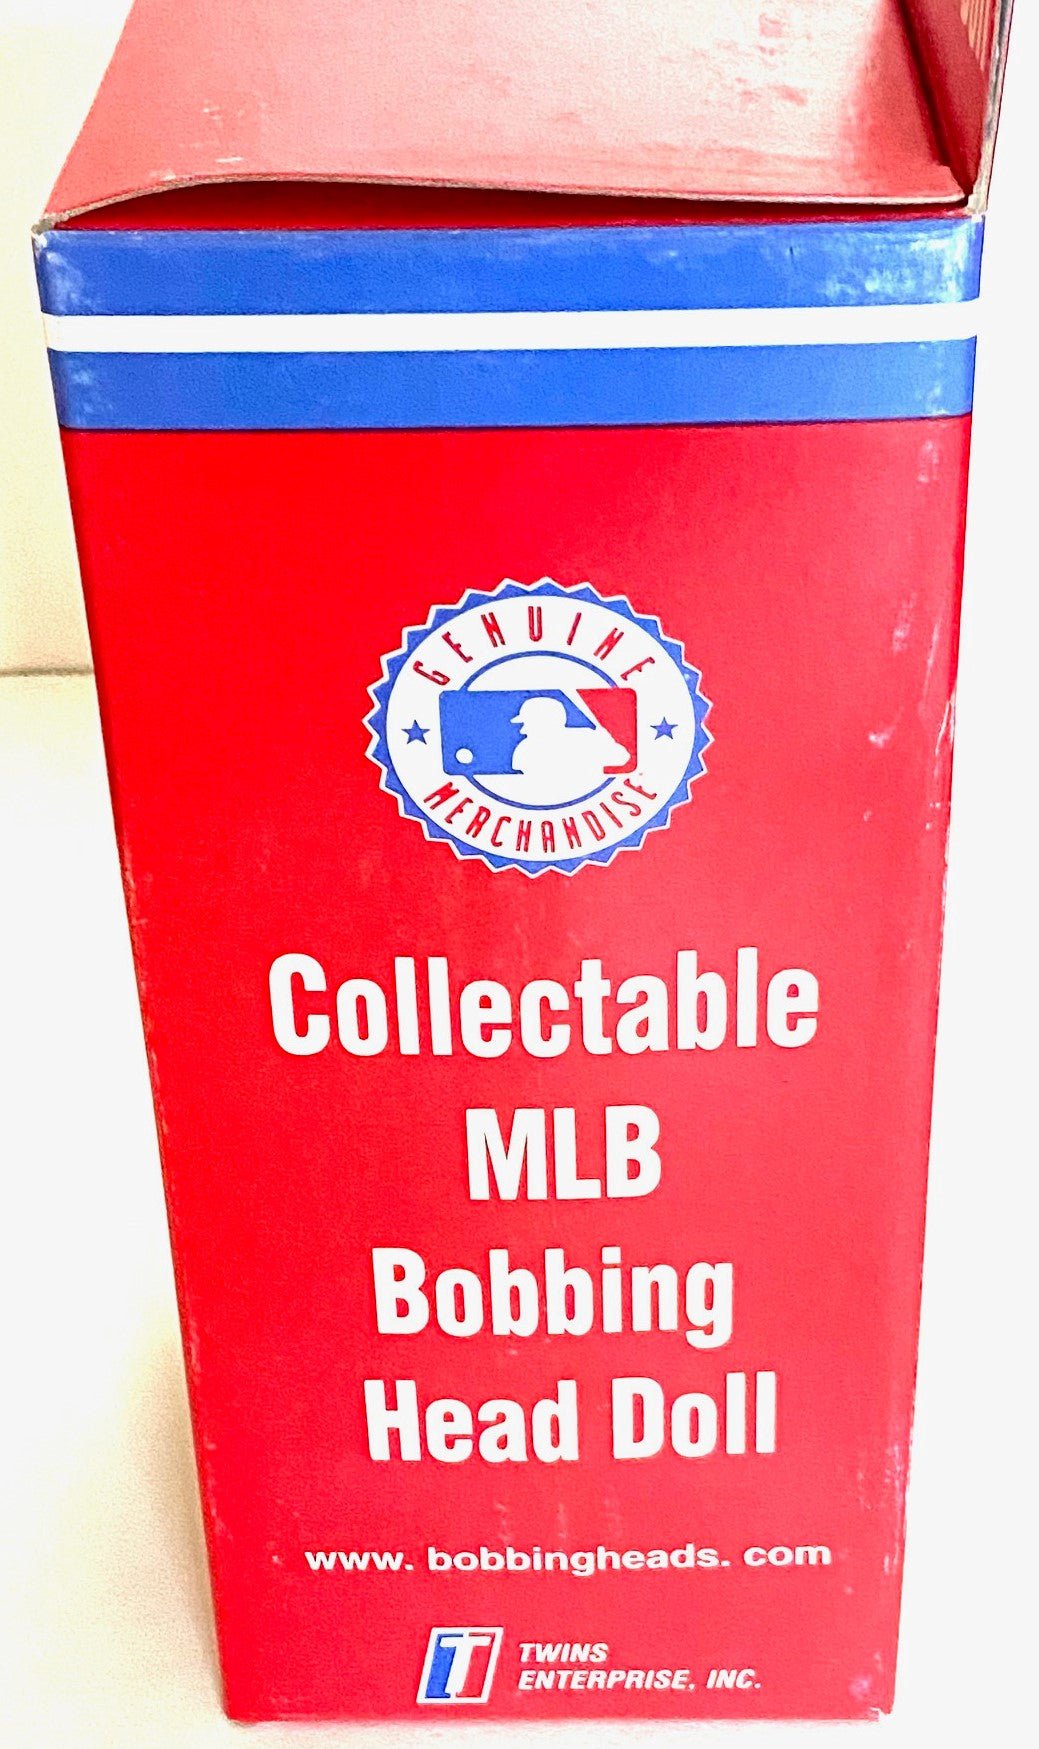 GENUINE
MERCHANDISE
Collectable
MLB
Bobbing
Head Doll
www. bobbingheads. com
T TWINS
ENTERPRISE, INC.